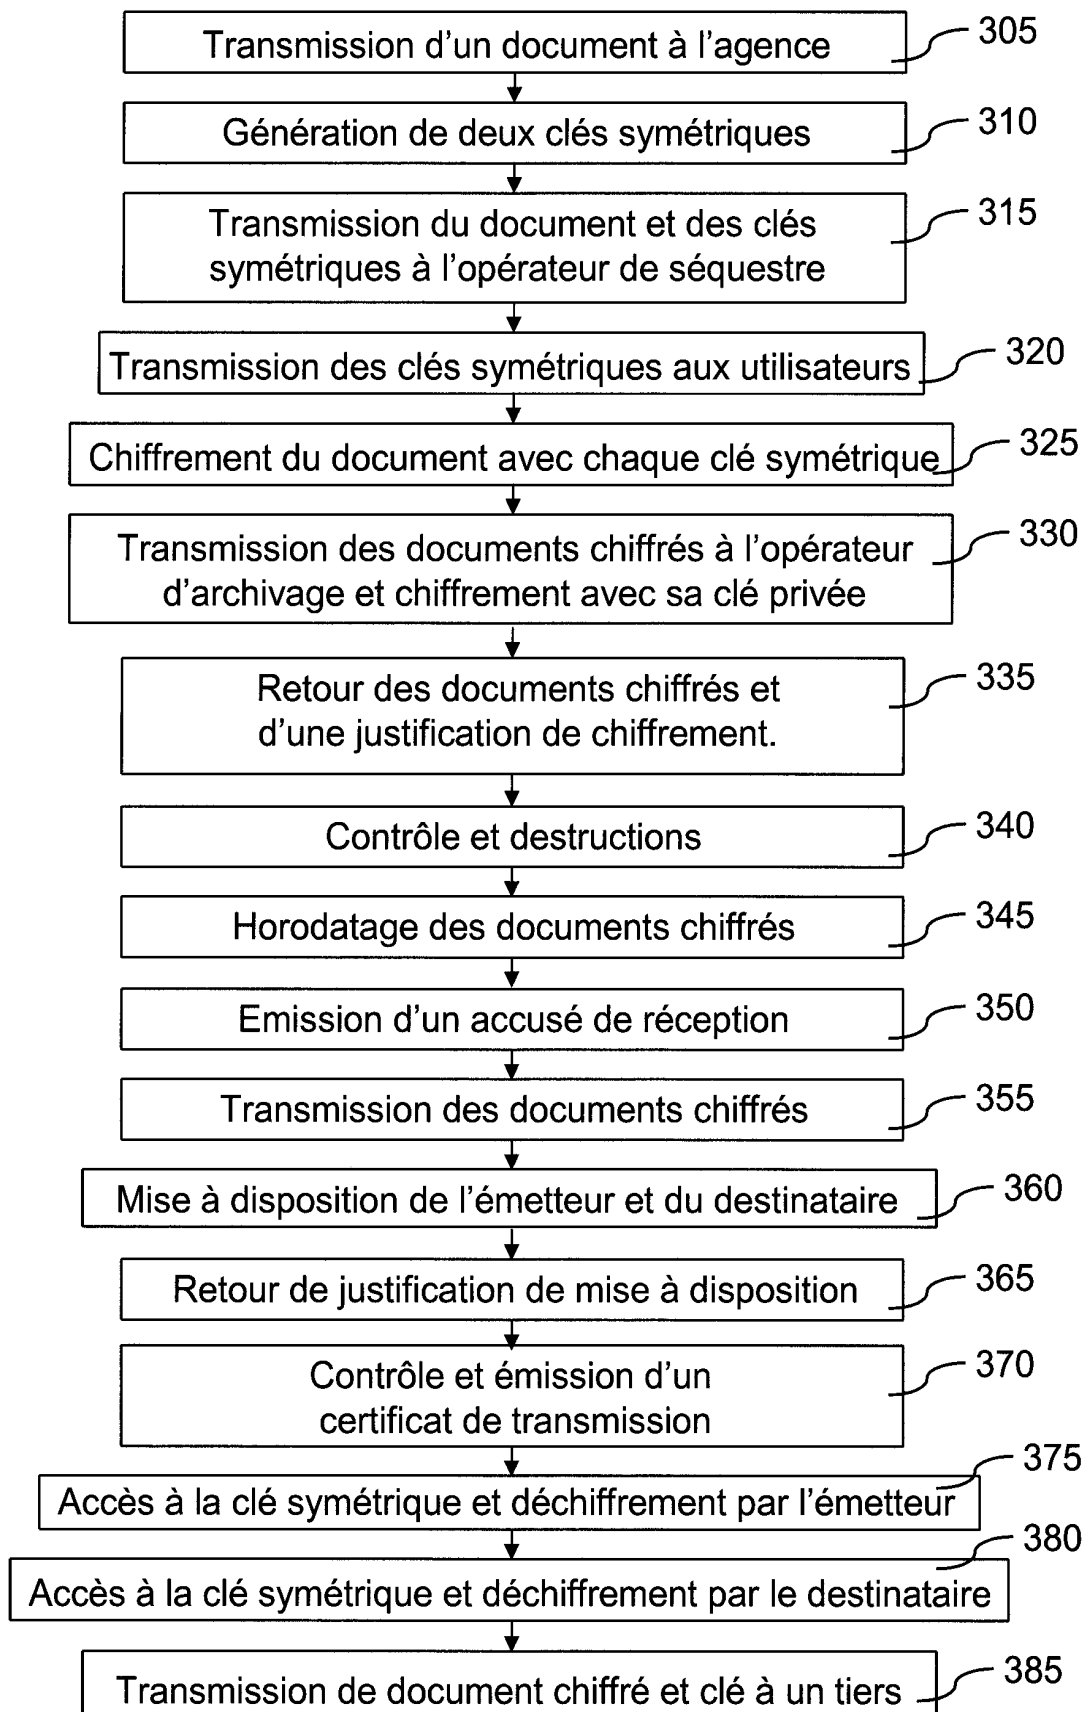 Transmission d'un document à l'agence
305
Génération de deux clés symétriques
310
Transmission du document et des clés
symétriques à l'opérateur de séquestre
315
Transmission des clés symétriques aux utilisateurs
320
Chiffrement du document avec chaque clé symétrique
325
Transmission des documents chiffrés à l'opérateur
d'archivage et chiffrement avec sa clé privée
330
Retour des documents chiffrés et
d'une justification de chiffrement.
335
Contrôle et destructions
340
Horodatage des documents chiffrés
345
Emission d'un accusé de réception
350
Transmission des documents chiffrés
355
Mise à disposition de l'émetteur et du destinataire
360
Retour de justification de mise à disposition
365
Contrôle et émission d'un
certificat de transmission
370
Accès à la clé symétrique et déchiffrement par l'émetteur
375
Accès à la clé symétrique et déchiffrement par le destinataire
380
Transmission de document chiffré et clé à un tiers
385